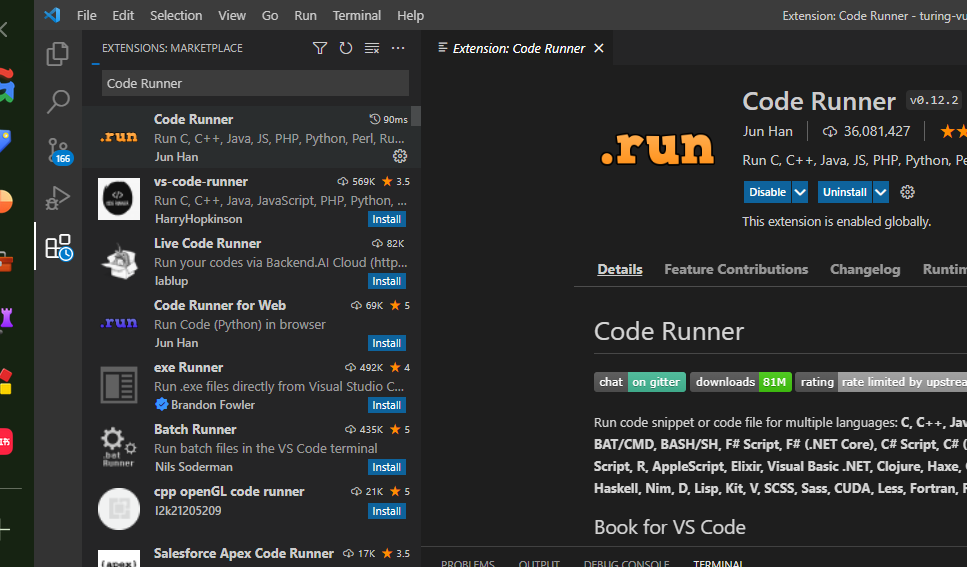 File Edit Selection View Go Run Terminal Help
Extension: Code Runner - turing-vu
EXTENSIONS: MARKETPLACE
Code Runner
166
.run
Code Runner
90ms
Run C, C++, Java, JS, PHP, Python, Perl, Ru...
Jun Han
vs-code-runner
569K 3.5
Run C, C++, Java, JavaScript, PHP, Python, ...
HarryHopkinson
Install
Live Code Runner
82K
Run your codes via Backend.AI Cloud (http...
lablup
Install
.run
Code Runner for Web
69K 5
Run Code (Python) in browser
Jun Han
Install
exe Runner
492K 4
Run .exe files directly from Visual Studio C...
Brandon Fowler
Install
.bat
Runner
Batch Runner
435K 5
Run batch files in the VS Code terminal
Nils Soderman
Install
cpp openGL code runner
21K 5
l2k21205209
Install
{apex}
Salesforce Apex Code Runner
17K 3.5
Extension: Code Runner
.run
Code Runner v0.12.2
Jun Han 36,081,427
Run C, C++, Java, JS, PHP, Python, Pe
Disable Uninstall
This extension is enabled globally.
Details Feature Contributions Changelog Runtim
Code Runner
chat on gitter downloads 81M rating rate limited by upstrea
Run code snippet or code file for multiple languages: C, C++, Jav
BAT/CMD, BASH/SH, F# Script, F# (.NET Core), C# Script, C# (
Script, R, AppleScript, Elixir, Visual Basic .NET, Clojure, Haxe,
Haskell, Nim, D, Lisp, Kit, V, SCSS, Sass, CUDA, Less, Fortran, F
Book for VS Code
PROBLEMS OUTPUT DEBUG CONSOLE TERMINAL